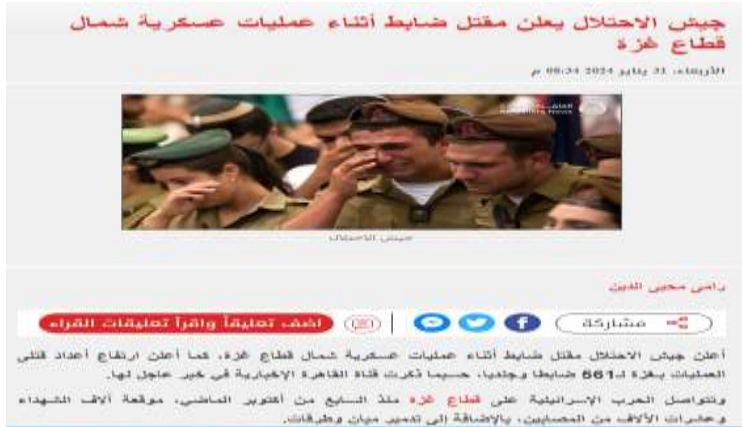 جيش الاحتلال يعلن مقتل ضابط أثناء عمليات عسكرية شمال
قطاع غزة
الأربعاء، 31 يناير 2024 08:34 م
جيش الاحتلال
رامى محيى الدين
مشاركة
اضف تعليقاً واقرأ تعليقات القراء
أعلن جيش الاحتلال مقتل ضابط أثناء عمليات عسكرية شمال قطاع غزة، كما أعلن ارتفاع أعداد قتلى
العمليات بغزة لـ561 ضابطا وجنديا، حسبما ذكرت قناة القاهرة الإخبارية في خبر عاجل لها.
وتتواصل الحرب الإسرائيلية على قطاع غزة منذ السابع من أكتوبر الماضي، موقعة آلاف الشهداء
وعشرات الآلاف من المصابين، بالإضافة إلى تدمير مبان وطرقات.